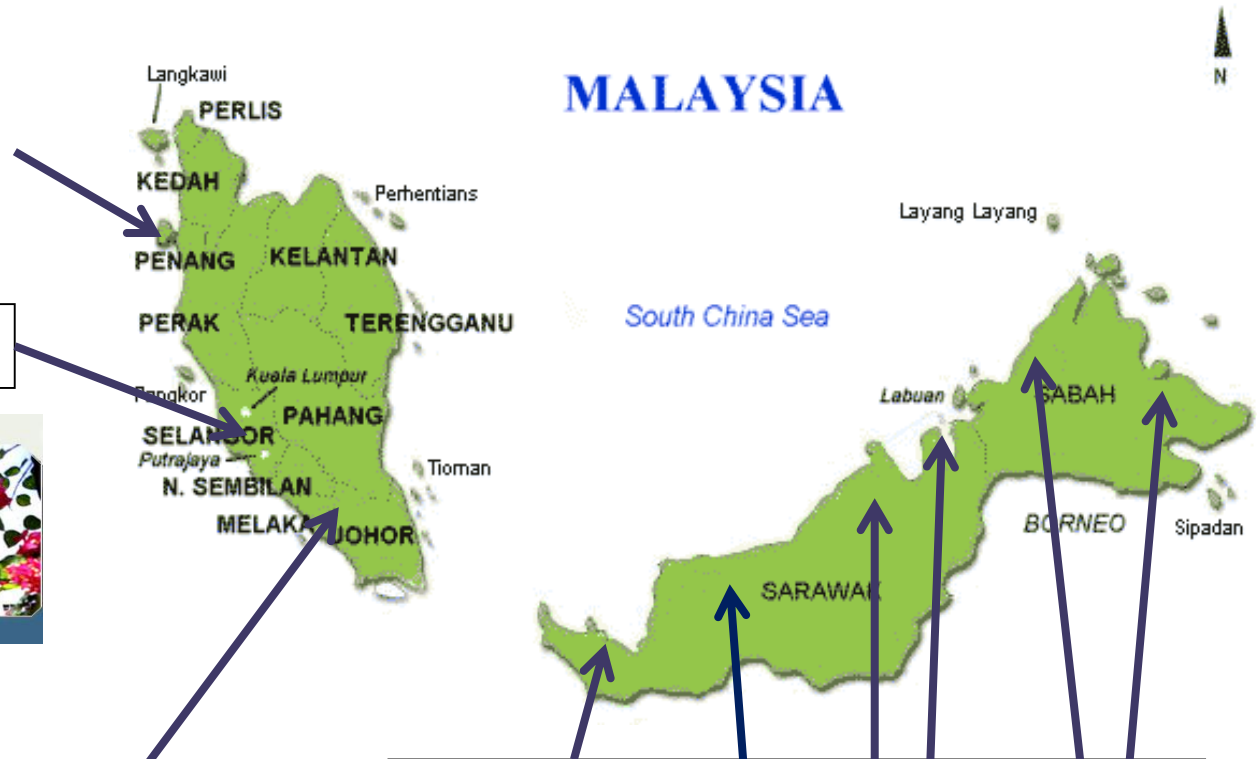 MALAYSIA
N
Langkawi
PERLIS
KEDAH
Perhentians
Layang Layang
PENANG
KELANTAN
PERAK
TERENGGANU
South China Sea
Kuala Lumpur
Pangkor
PAHANG
Labuan
SABAH
SELANGOR
Putrajaya
Tioman
N. SEMBILAN
MELAKA
JOHOR
BORNEO
Sipadan
SARAWAK